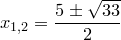 x_{1,2} = \frac{5 \pm \sqrt{33}}{2}